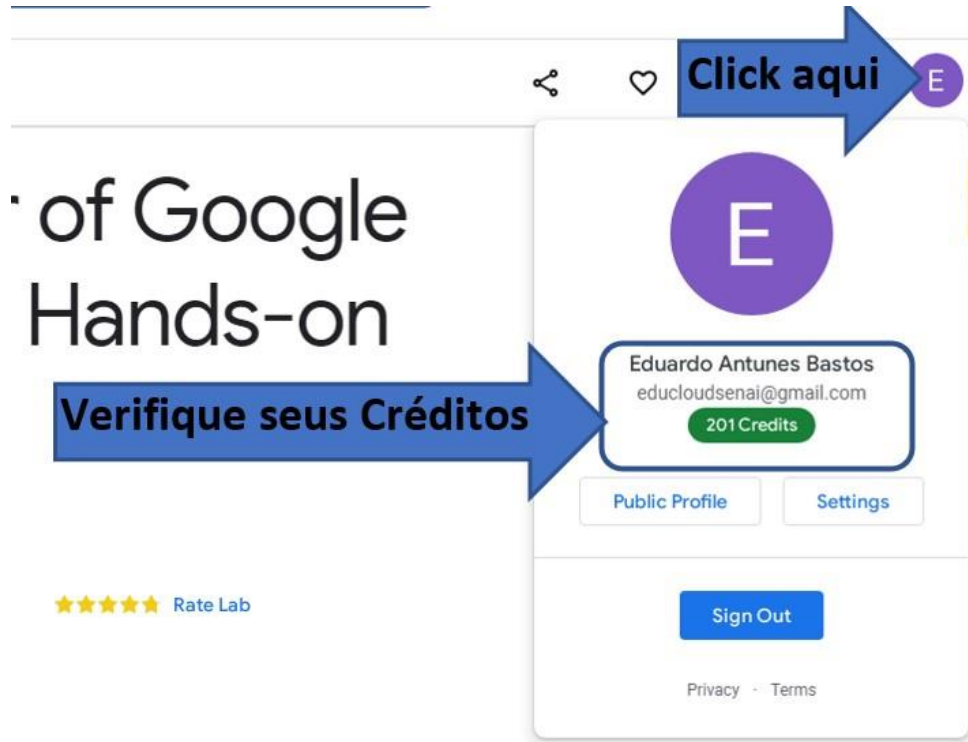 Click aqui
E
of Google
Hands-on
E
Eduardo Antunes Bastos
educloudsenai@gmail.com
201 Credits
Verifique seus Créditos
Public Profile
Settings
Rate Lab
Sign Out
Privacy · Terms